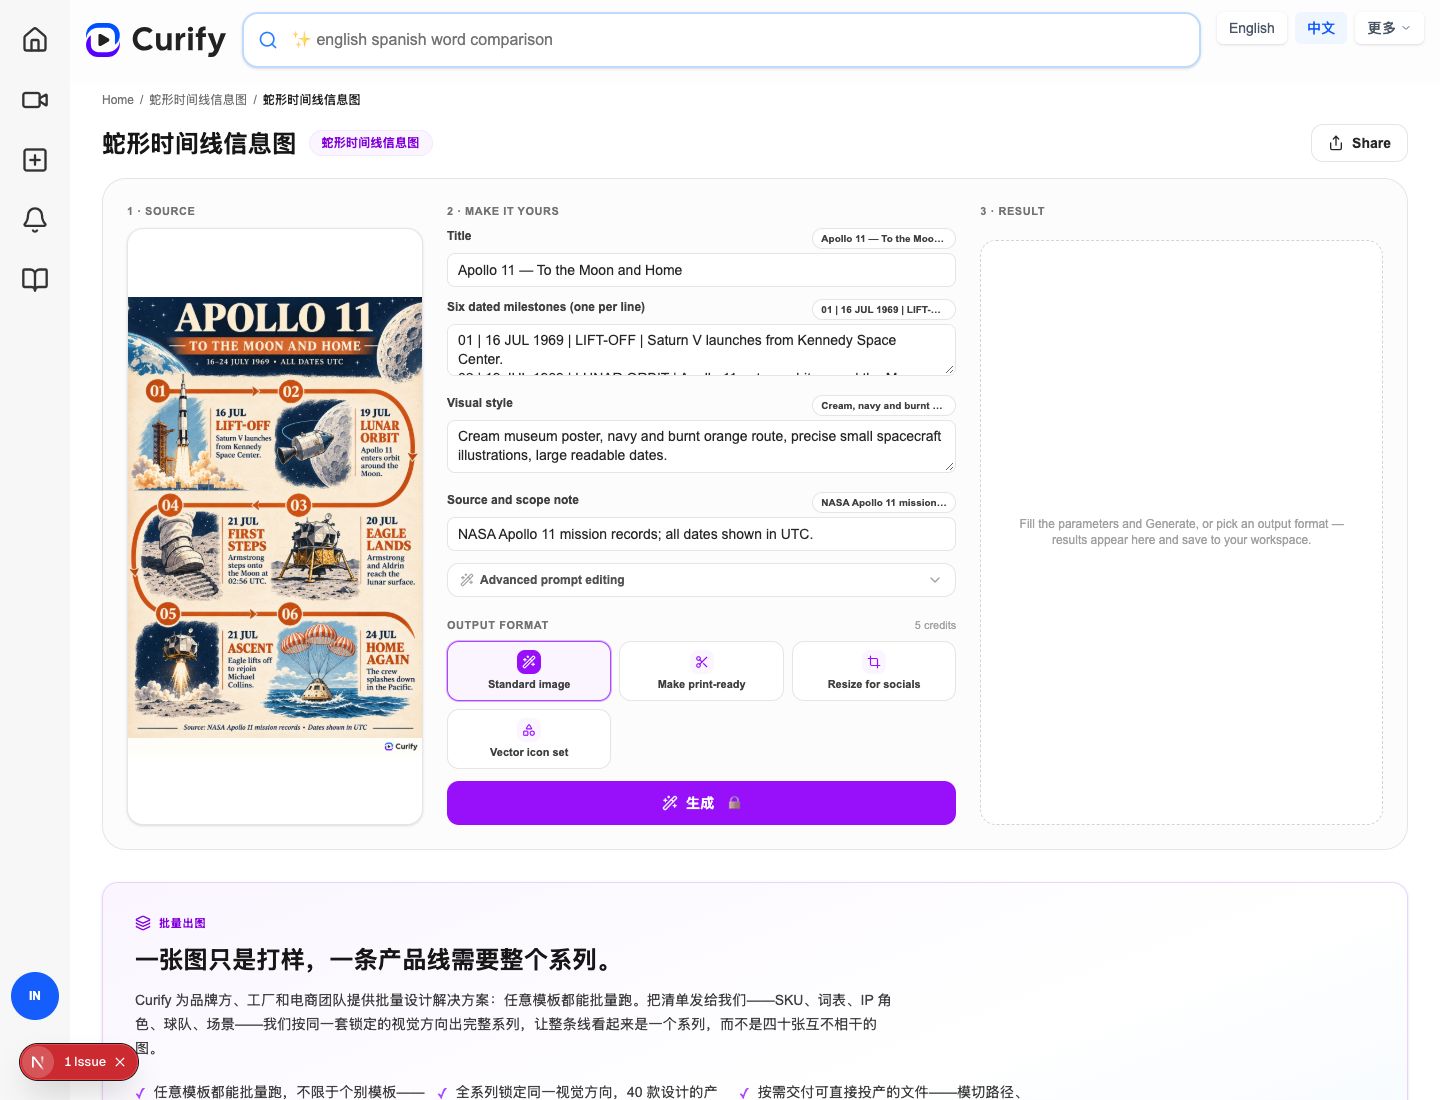 Curify
✨ english spanish word comparison
English
中文
更多
Home / 蛇形时间线信息图 / 蛇形时间线信息图
蛇形时间线信息图
蛇形时间线信息图
Share
1 · SOURCE
APOLLO 11
TO THE MOON AND HOME
16–24 JULY 1969 • ALL DATES UTC
01
16 JUL
LIFT-OFF
Saturn V launches
from Kennedy
Space Center.
02
19 JUL
LUNAR
ORBIT
Apollo 11
enters orbit
around the
Moon.
03
20 JUL
EAGLE
LANDS
Armstrong
and Aldrin
reach the
lunar surface.
04
21 JUL
FIRST
STEPS
Armstrong
steps onto
the Moon at
02:56 UTC.
05
21 JUL
ASCENT
Eagle lifts off
to rejoin
Michael
Collins.
06
24 JUL
HOME
AGAIN
The crew
splashes down
in the Pacific.
Source: NASA Apollo 11 mission records • Dates shown in UTC
Curify
2 · MAKE IT YOURS
Title
Apollo 11 — To the Moo...
Apollo 11 — To the Moon and Home
Six dated milestones (one per line)
01 | 16 JUL 1969 | LIFT-...
01 | 16 JUL 1969 | LIFT-OFF | Saturn V launches from Kennedy Space
Center.
Visual style
Cream, navy and burnt ...
Cream museum poster, navy and burnt orange route, precise small spacecraft
illustrations, large readable dates.
Source and scope note
NASA Apollo 11 mission...
NASA Apollo 11 mission records; all dates shown in UTC.
Advanced prompt editing
OUTPUT FORMAT
5 credits
Standard image
Make print-ready
Resize for socials
Vector icon set
生成
3 · RESULT
Fill the parameters and Generate, or pick an output format —
results appear here and save to your workspace.
批量出图
一张图只是打样，一条产品线需要整个系列。
Curify 为品牌方、工厂和电商团队提供批量设计解决方案：任意模板都能批量跑。把清单发给我们——SKU、词表、IP 角
色、球队、场景——我们按同一套锁定的视觉方向出完整系列，让整条线看起来是一个系列，而不是四十张互不相干的
图。
✓ 任意模板都能批量跑，不限于个别模板——
✓ 全系列锁定同一视觉方向，40 款设计的产
✓ 按需交付可直接投产的文件——模切路径、
IN
N
1 Issue